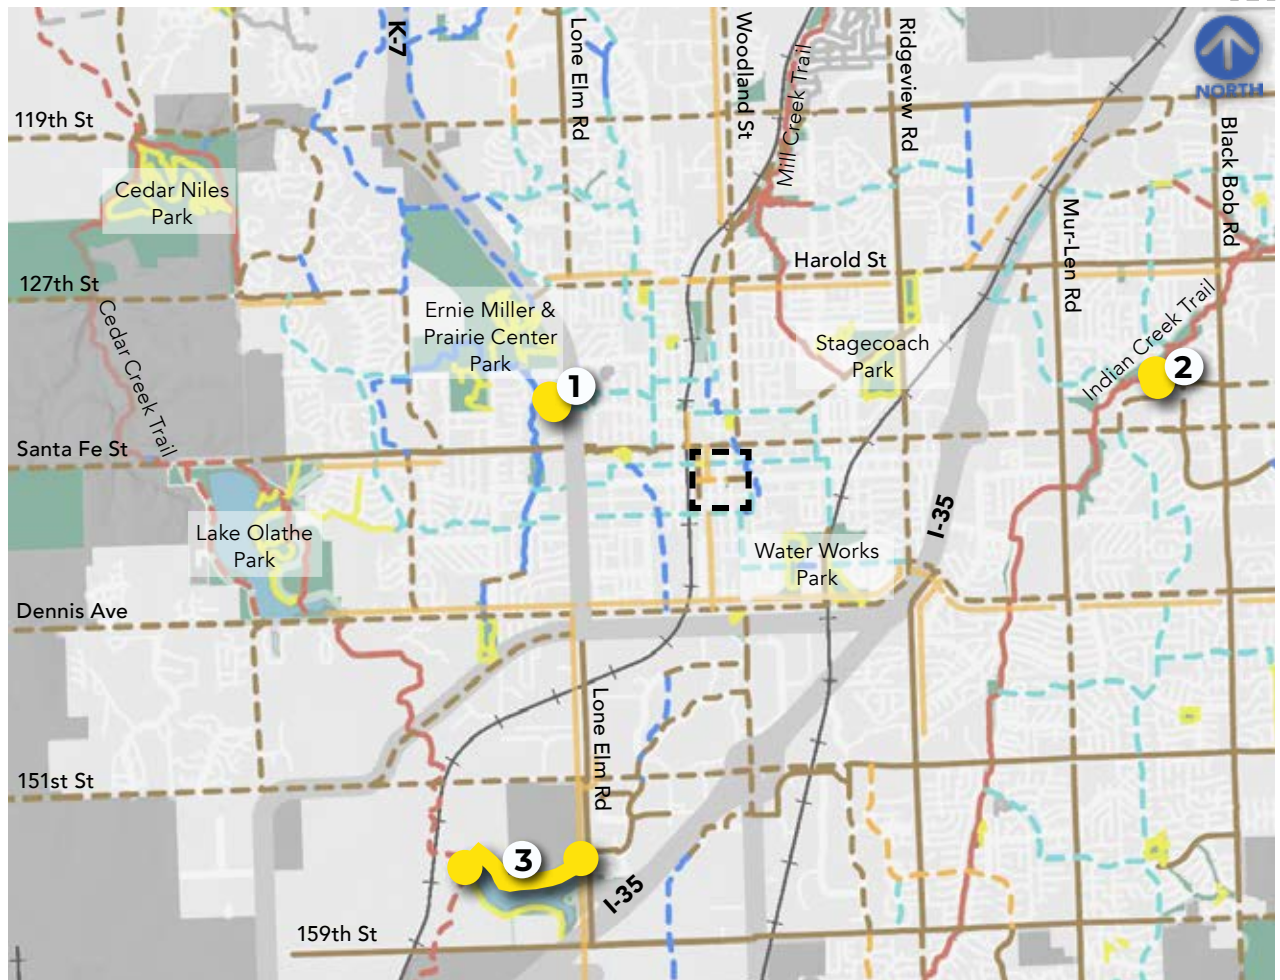 K-7
Lone Elm Rd
Woodland St
Mill Creek Trail
Ridgeview Rd
NORTH
119th St
Black Bob Rd
Cedar Niles
Park
Mur-Len Rd
Harold St
127th St
Cedar Creek Trail
Ernie Miller &
Prairie Center
Park
Stagecoach
Park
Indian Creek Trail
1
2
Santa Fe St
I-35
Lake Olathe
Park
Water Works
Park
Dennis Ave
Lone Elm Rd
151st St
3
I-35
159th St